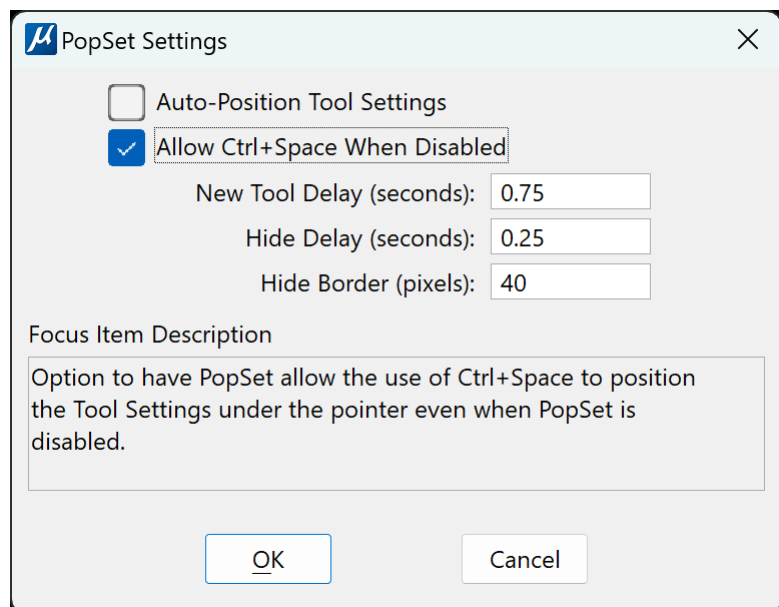 PopSet Settings
Auto-Position Tool Settings
Allow Ctrl+Space When Disabled
New Tool Delay (seconds): 0.75
Hide Delay (seconds): 0.25
Hide Border (pixels): 40
Focus Item Description
Option to have PopSet allow the use of Ctrl+Space to position
the Tool Settings under the pointer even when PopSet is
disabled.
OK Cancel